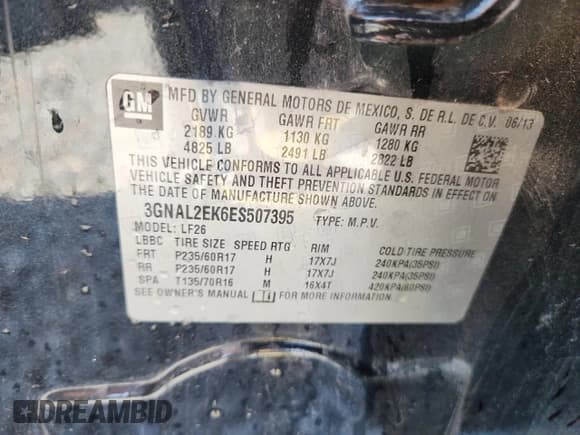 GM MFD BY GENERAL MOTORS DE MEXICO, S. DE R.L. DE C.V. 06/13
GVWR GAWR FRT GAWR RR
2189 KG 1130 KG 1280 KG
4825 LB 2491 LB 2822 LB
THIS VEHICLE CONFORMS TO ALL APPLICABLE U.S. FEDERAL MOTOR
VEHICLE SAFETY AND THEFT PREVENTION STANDARDS IN EFFECT ON
THE DATE OF MANUFACTURE SHOWN ABOVE.
3GNAL2EK6ES507395 TYPE: M.P.V.
MODEL: LF26
LBBC TIRE SIZE SPEED RTG RIM COLD TIRE PRESSURE
FRT P235/60R17 H 17X7J 240KPA(35PSI)
RR P235/60R17 H 17X7J 240KPA(35PSI)
SPA T135/70R16 M 16X4T 420KPA(60PSI)
SEE OWNER'S MANUAL i FOR MORE INFORMATION.
DREAMBID